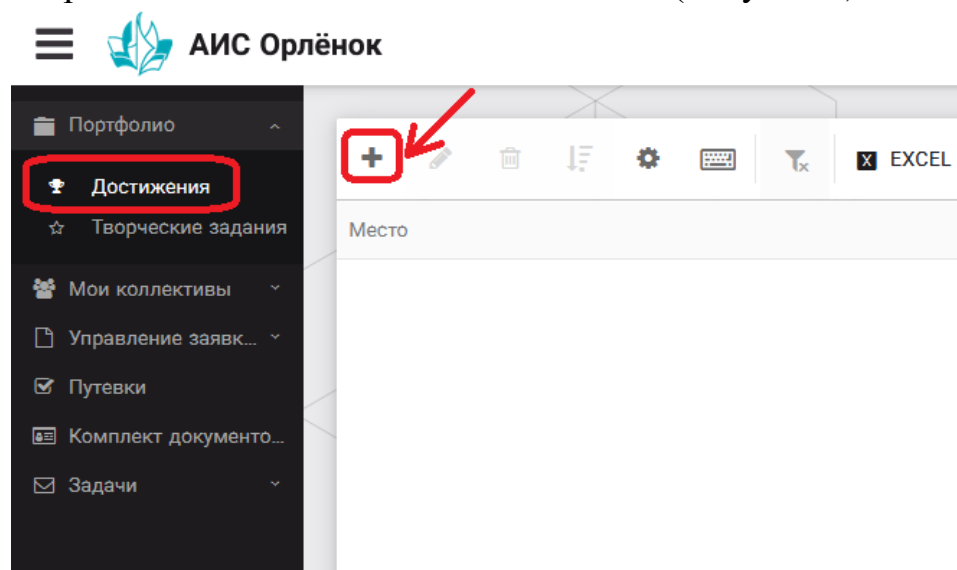 АИС Орлёнок
Портфолио
Достижения
Творческие задания
Мои коллективы
Управление заявк...
Путевки
Комплект документо...
Задачи
EXCEL
Место